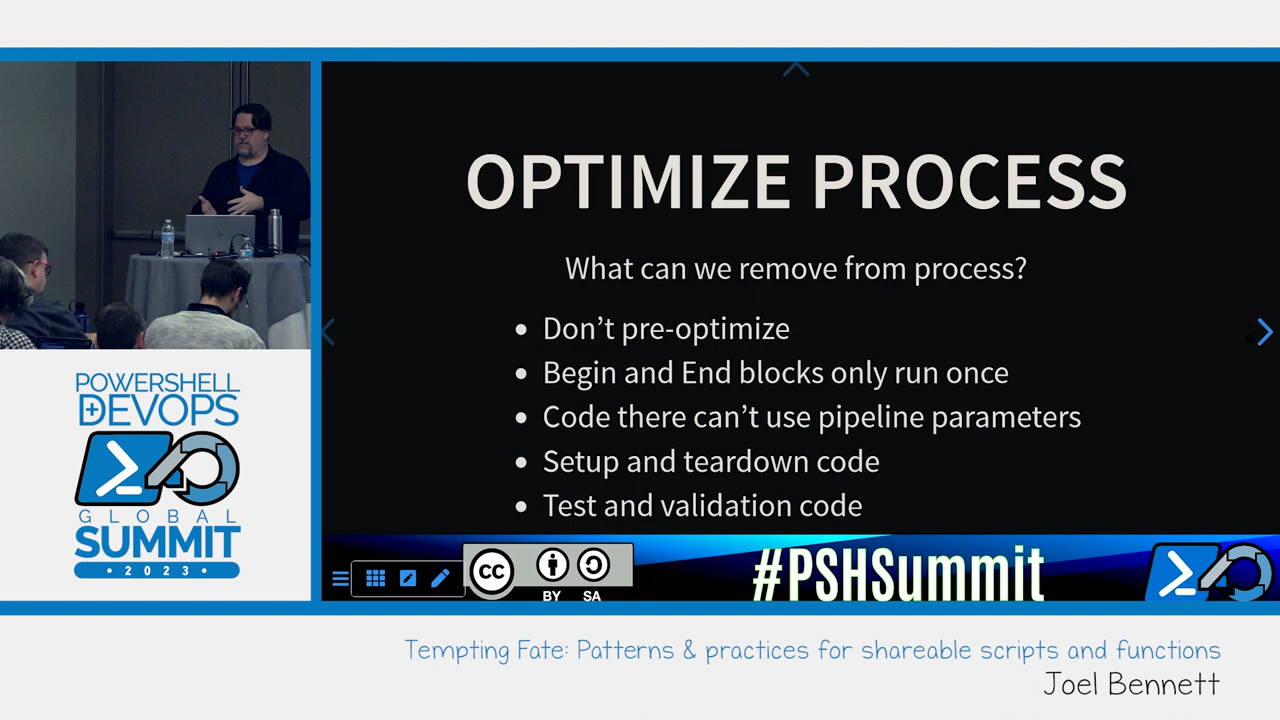 OPTIMIZE PROCESS
What can we remove from process?
• Don’t pre-optimize
• Begin and End blocks only run once
• Code there can’t use pipeline parameters
• Setup and teardown code
• Test and validation code
POWERSHELL
+DEVOPS
GLOBAL
SUMMIT
• 2023 •
CC
BY SA
#PSHSummit
Tempting Fate: Patterns & practices for shareable scripts and functions
Joel Bennett